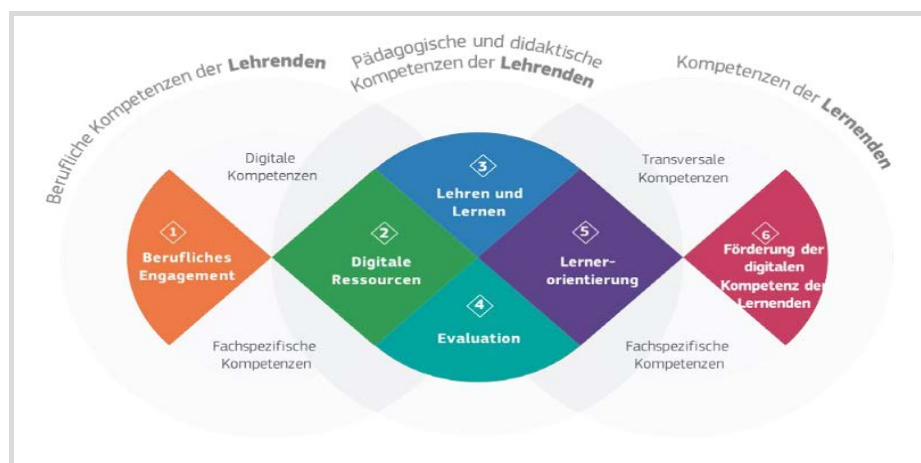 Berufliche Kompetenzen der Lehrenden
Pädagogische und didaktische
Kompetenzen der Lehrenden
Kompetenzen der Lernenden
Digitale
Kompetenzen
Transversale
Kompetenzen
3
Lehren und
Lernen
1
Berufliches
Engagement
2
Digitale
Ressourcen
5
Lerner-
orientierung
6
Förderung der
digitalen
Kompetenz der
Lernenden
4
Evaluation
Fachspezifische
Kompetenzen
Fachspezifische
Kompetenzen